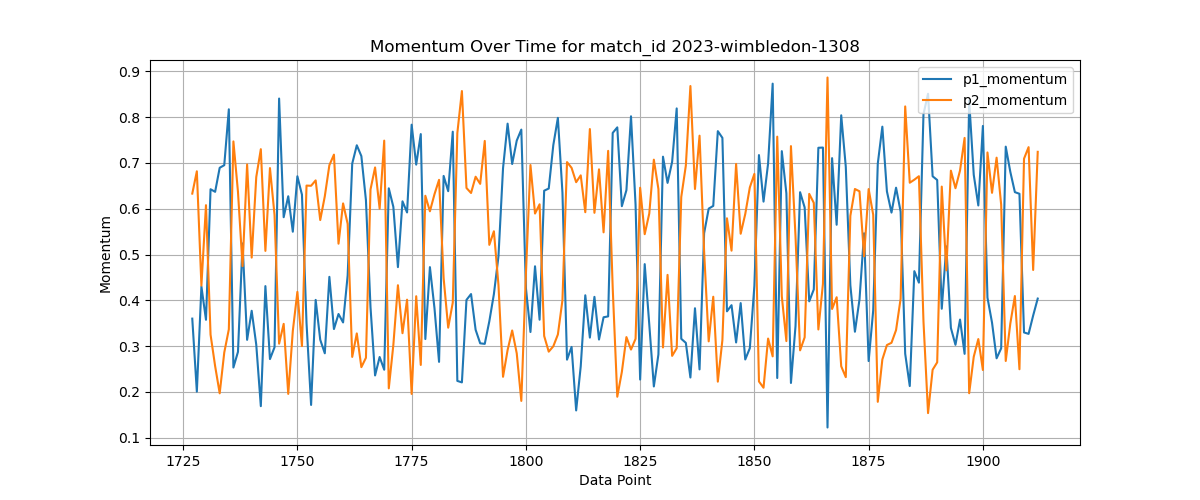 Momentum Over Time for match_id 2023-wimbledon-1308
p1_momentum
p2_momentum
Momentum
0.9
0.8
0.7
0.6
0.5
0.4
0.3
0.2
0.1
1725 1750 1775 1800 1825 1850 1875 1900
Data Point